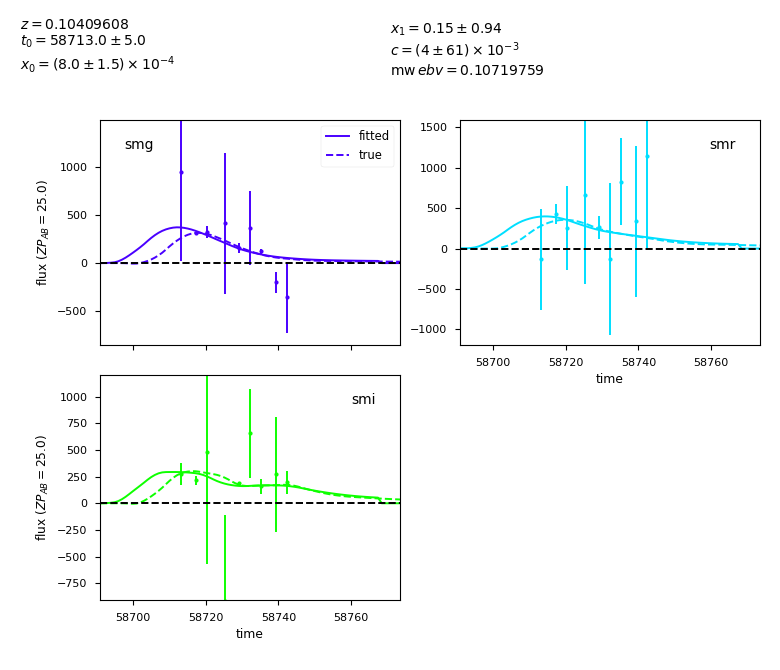 z = 0.10409608
t₀ = 58713.0 ± 5.0
x₀ = (8.0 ± 1.5) × 10⁻⁴
x₁ = 0.15 ± 0.94
c = (4 ± 61) × 10⁻³
mw ebv = 0.10719759
smg
fitted
true
1000
500
0
−500
flux (ZP_AB = 25.0)
smr
1500
1000
500
0
−500
−1000
58700 58720 58740 58760
time
smi
1000
750
500
250
0
−250
−500
−750
flux (ZP_AB = 25.0)
58700 58720 58740 58760
time